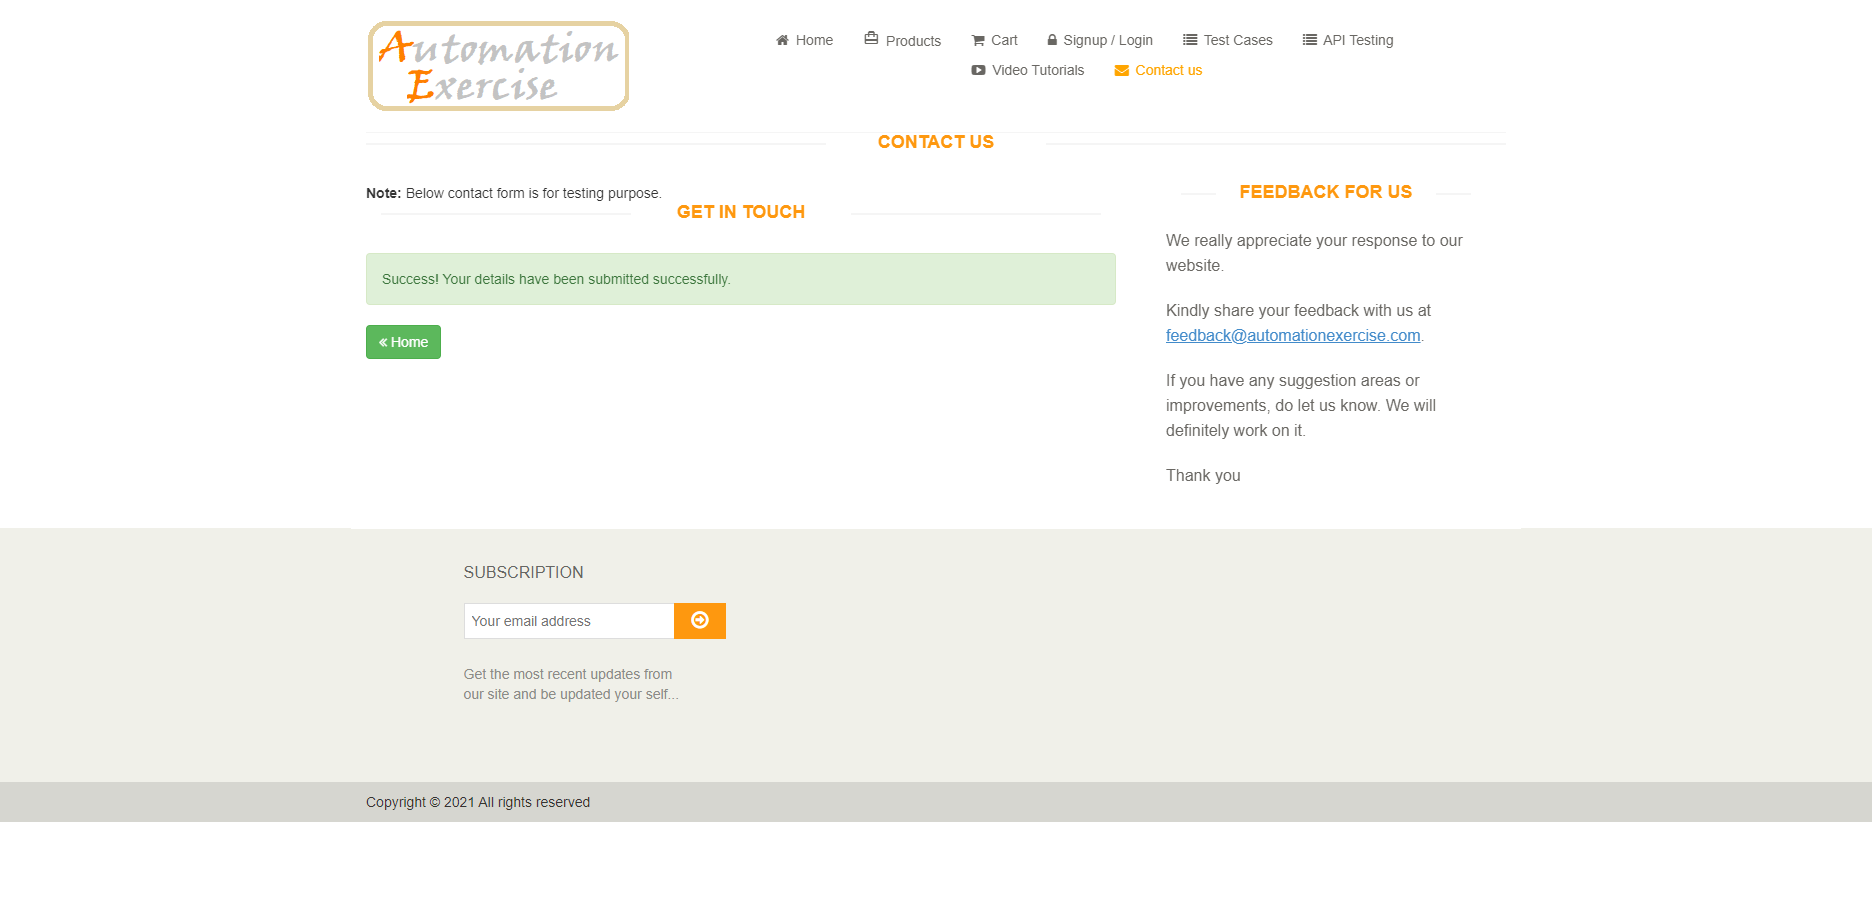 Automation
Exercise
Home Products Cart Signup / Login Test Cases API Testing
Video Tutorials Contact us
CONTACT US
Note: Below contact form is for testing purpose.
GET IN TOUCH
Success! Your details have been submitted successfully.
« Home
FEEDBACK FOR US
We really appreciate your response to our
website.
Kindly share your feedback with us at
feedback@automationexercise.com.
If you have any suggestion areas or
improvements, do let us know. We will
definitely work on it.
Thank you
SUBSCRIPTION
Your email address
Get the most recent updates from
our site and be updated your self...
Copyright © 2021 All rights reserved